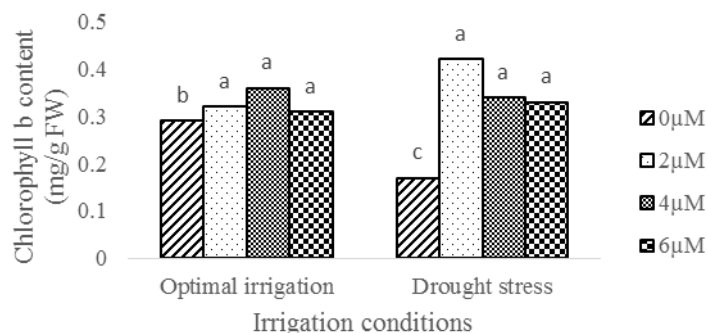 Chlorophyll b content
(mg/g FW)
0.5
0.4
0.3
0.2
0.1
0
b
a
a
a
c
a
a
a
Optimal irrigation
Drought stress
Irrigation conditions
0µM
2µM
4µM
6µM